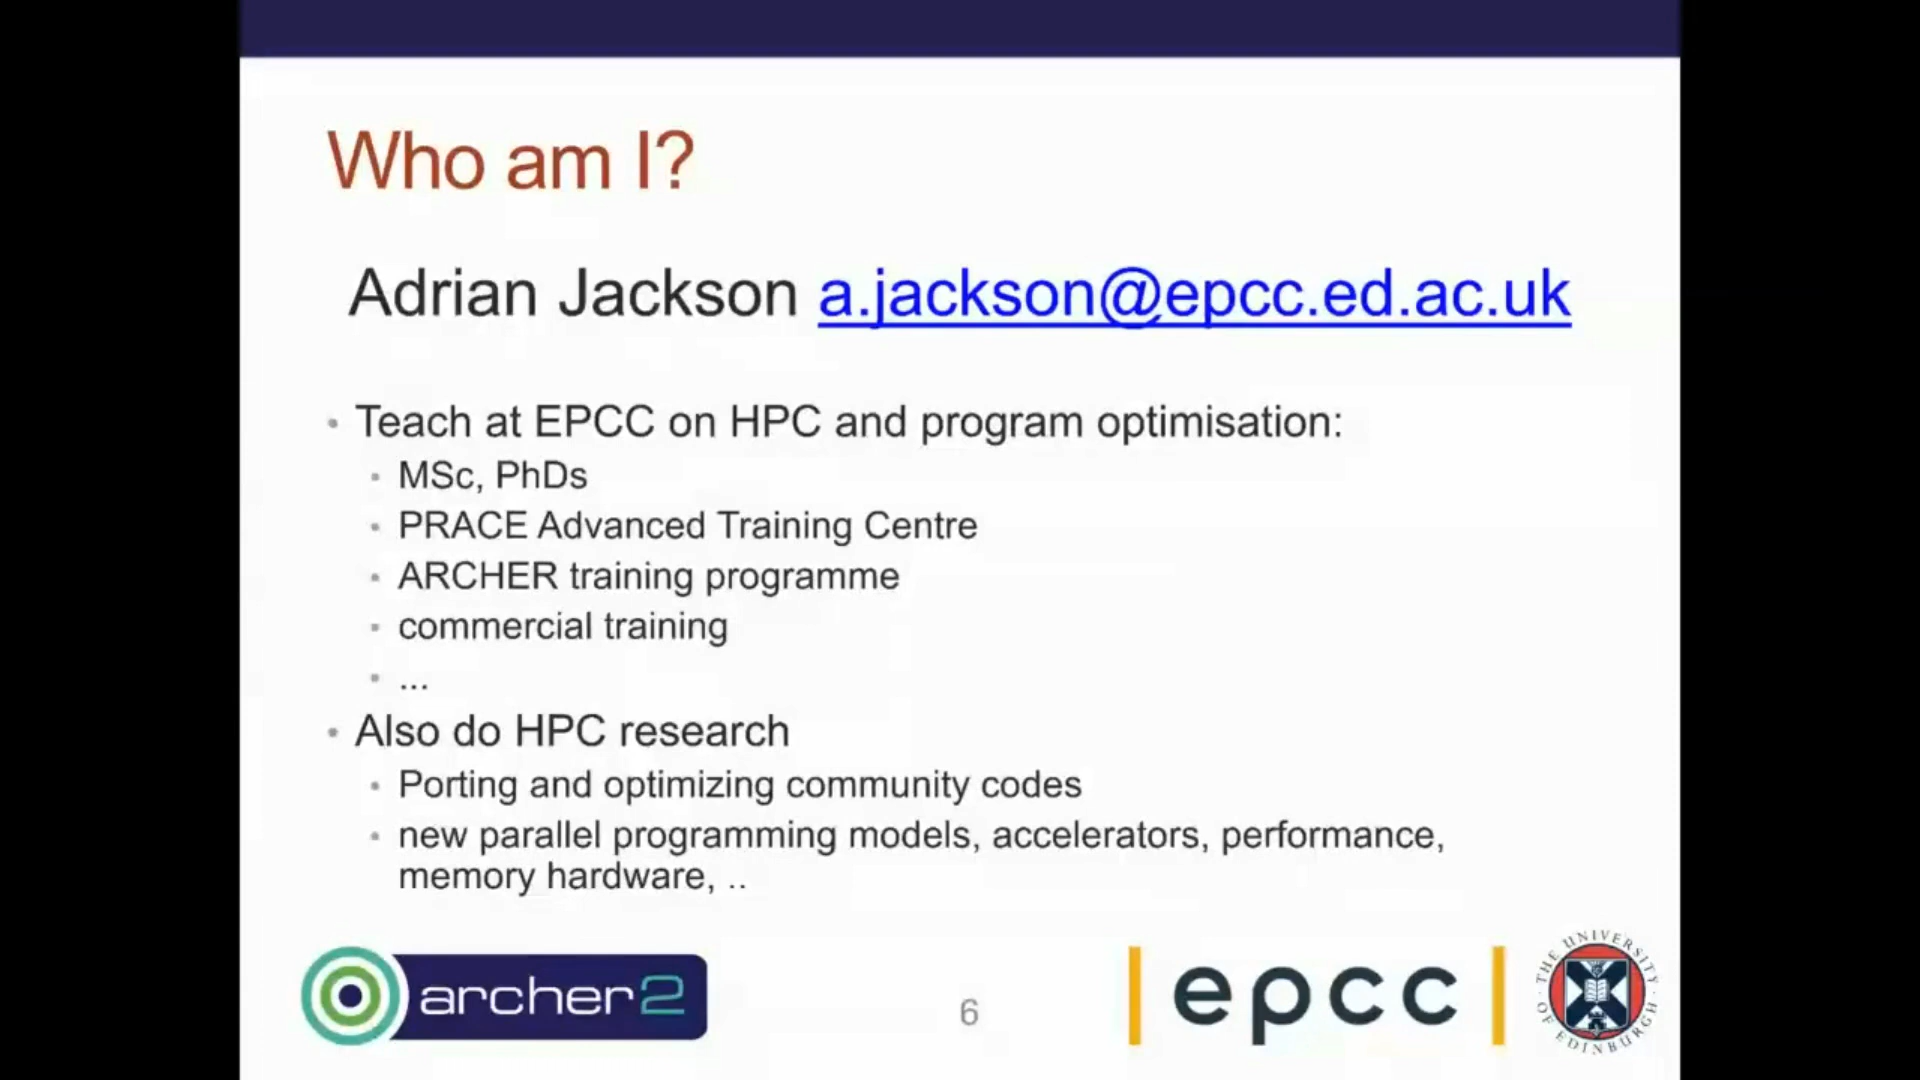 Who am I?
Adrian Jackson a.jackson@epcc.ed.ac.uk
• Teach at EPCC on HPC and program optimisation:
• MSc, PhDs
• PRACE Advanced Training Centre
• ARCHER training programme
• commercial training
• ...
• Also do HPC research
• Porting and optimizing community codes
• new parallel programming models, accelerators, performance,
memory hardware, ..
archer2
6
epcc
THE UNIVERSITY OF EDINBURGH